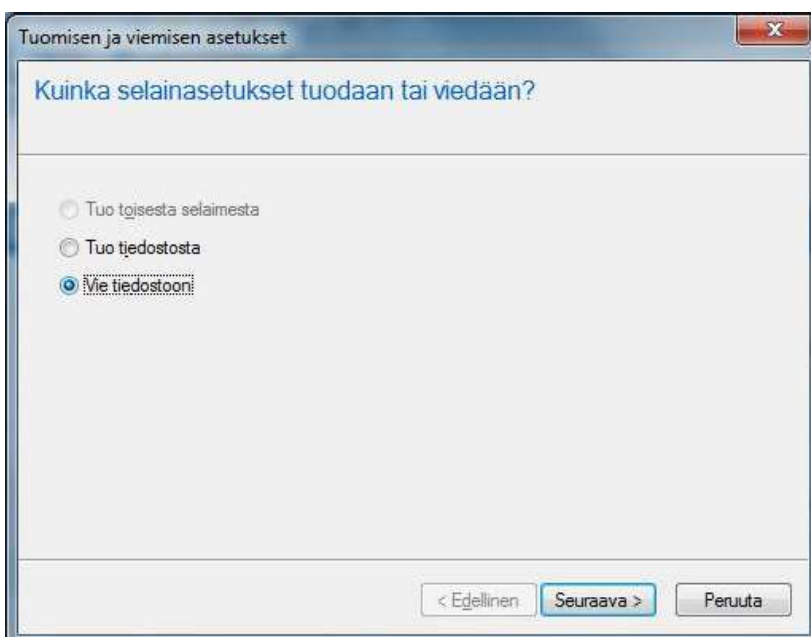 Tuomisen ja viemisen asetukset
Kuinka selainasetukset tuodaan tai viedään?
Tuo toisesta selaimesta
Tuo tiedostosta
Vie tiedostoon
< Edellinen Seuraava > Peruuta